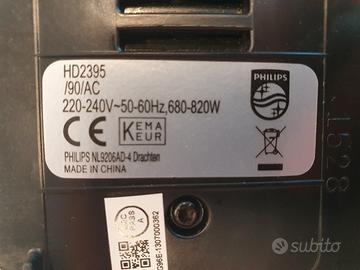 HD2395
/90/AC
220-240V~50-60Hz,680-820W
PHILIPS
CE KEMA
KEUR
PHILIPS NL9206AD-4 Drachten
MADE IN CHINA
1528
subito